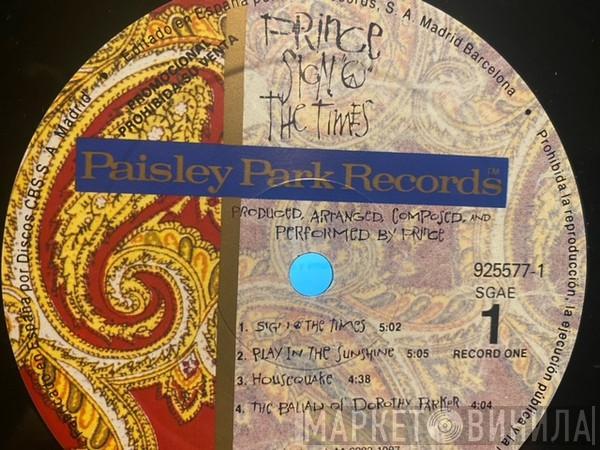 Editado en España
S. A. Madrid Barcelona
PROMOCIONAL
PROHIBIDA SU VENTA
España por Discos CBS, S. A. Madrid
Prohibida la reproducción, la ejecución pública y la
PRINCE
SIGN "☮"
THE TIMES
Paisley Park Records™
PRODUCED, ARRANGED, COMPOSED, AND
PERFORMED BY PRINCE
925577-1
SGAE
1
RECORD ONE
1. SIGN ☮ THE TIMES 5:02
2. PLAY IN THE SUNSHINE 5:05
3. HOUSEQUAKE 4:38
4. THE BALLAD OF DOROTHY PARKER 4:04
МАРКЕТ ВИНИЛА